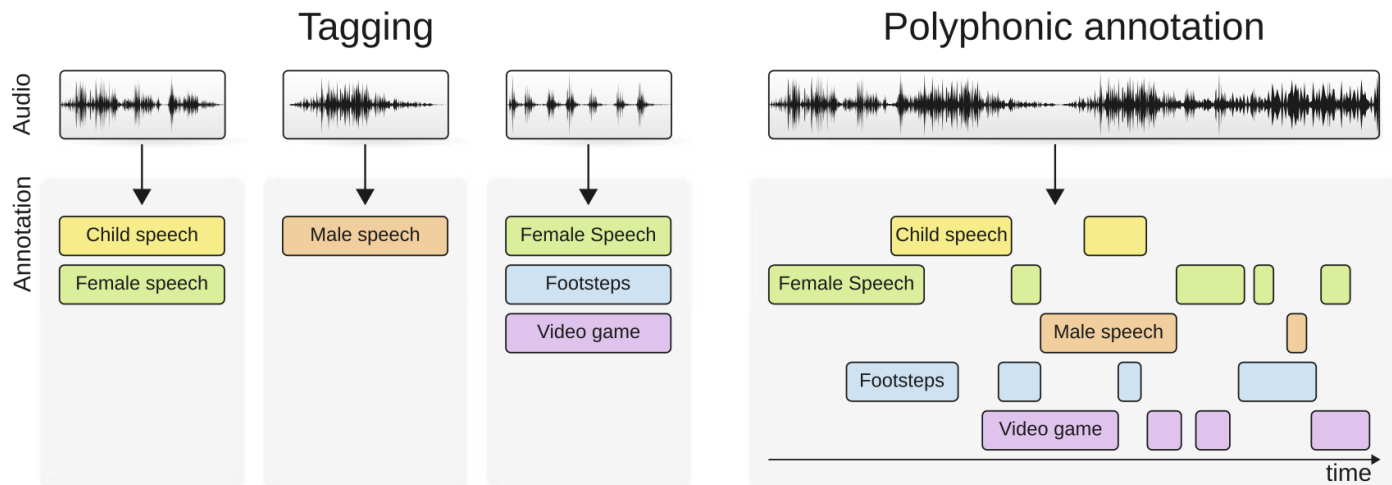 Tagging
Polyphonic annotation
Audio
Annotation
Child speech
Female speech
Male speech
Female Speech
Footsteps
Video game
Child speech
Female Speech
Male speech
Footsteps
Video game
time